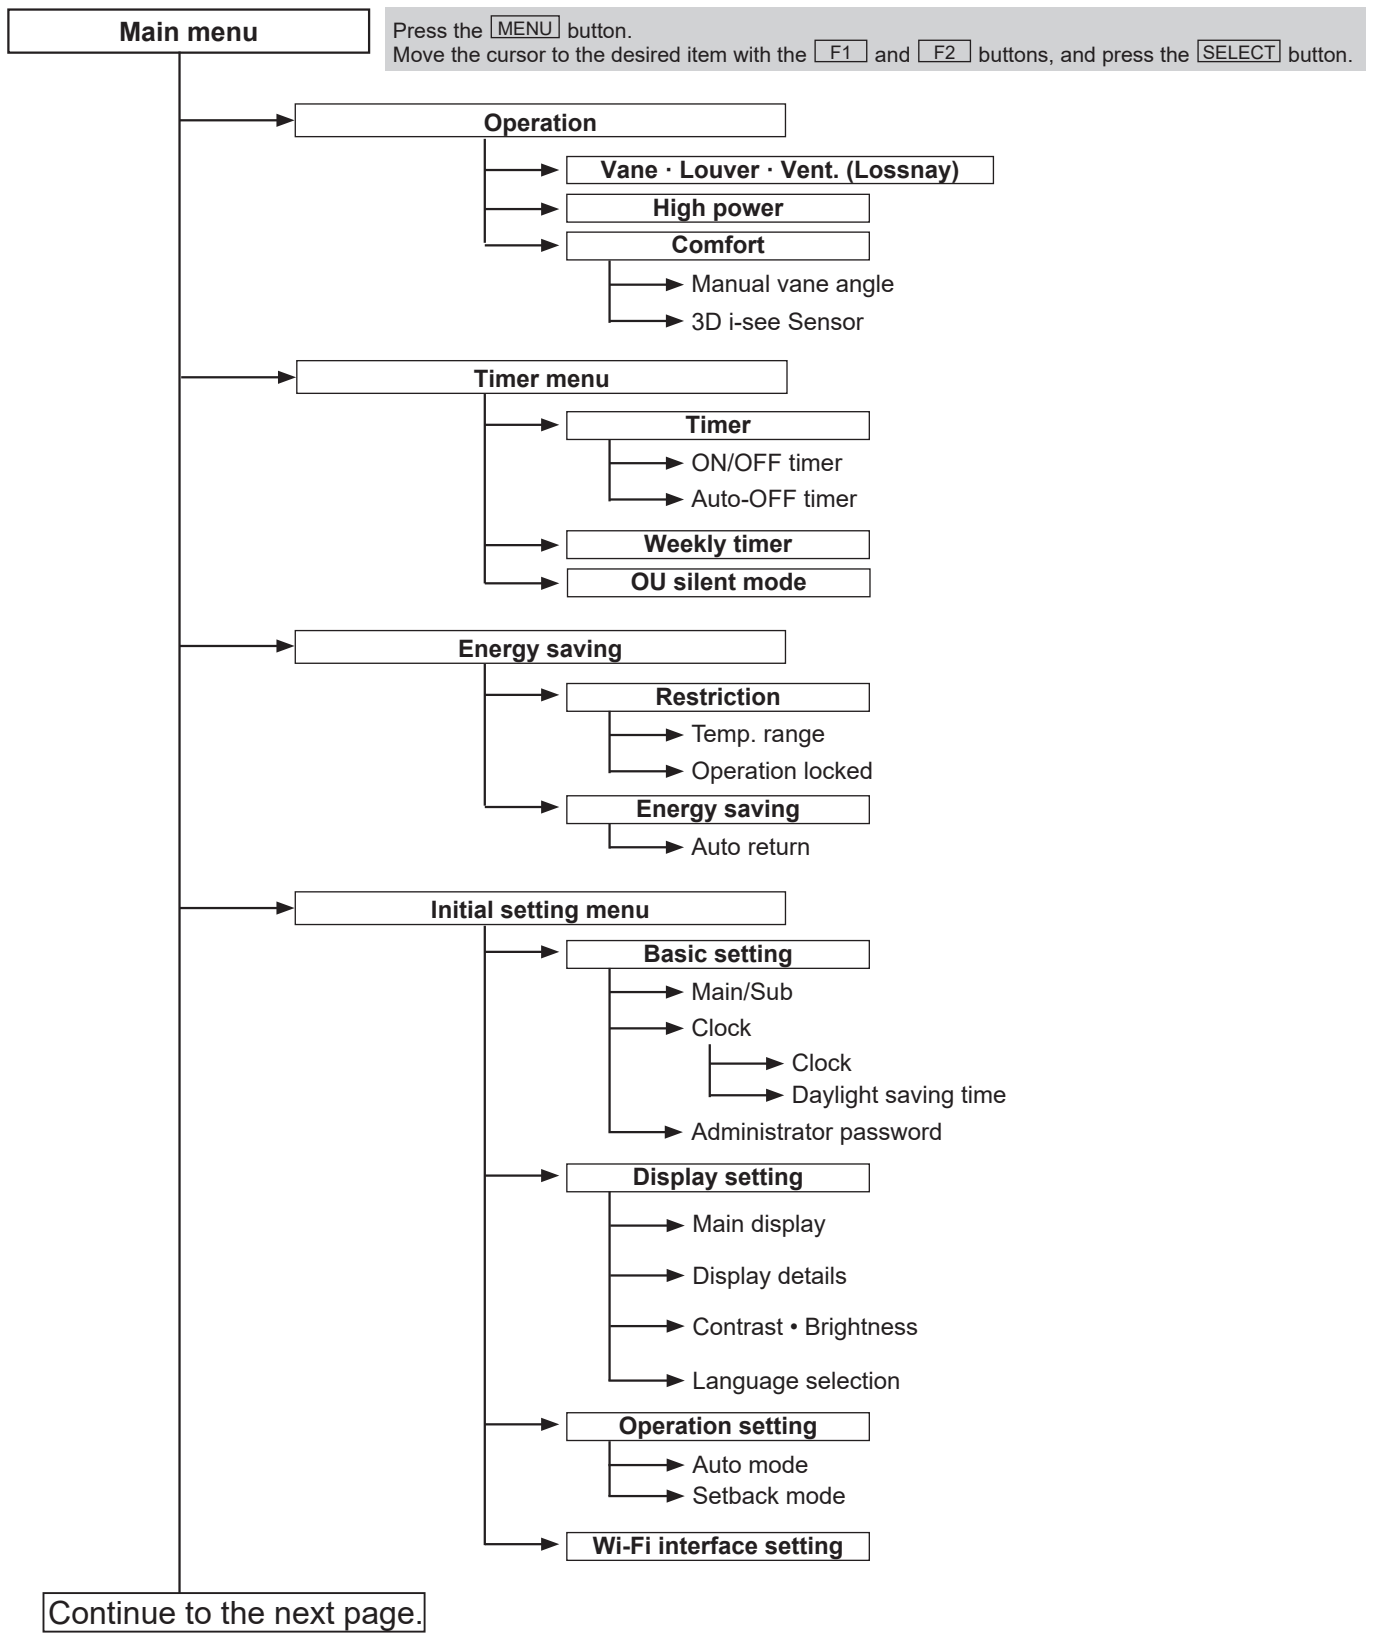 Main menu
Press the MENU button.
Move the cursor to the desired item with the F1 and F2 buttons, and press the SELECT button.
Operation
Vane · Louver · Vent. (Lossnay)
High power
Comfort
Manual vane angle
3D i-see Sensor
Timer menu
Timer
ON/OFF timer
Auto-OFF timer
Weekly timer
OU silent mode
Energy saving
Restriction
Temp. range
Operation locked
Energy saving
Auto return
Initial setting menu
Basic setting
Main/Sub
Clock
Clock
Daylight saving time
Administrator password
Display setting
Main display
Display details
Contrast • Brightness
Language selection
Operation setting
Auto mode
Setback mode
Wi-Fi interface setting
Continue to the next page.